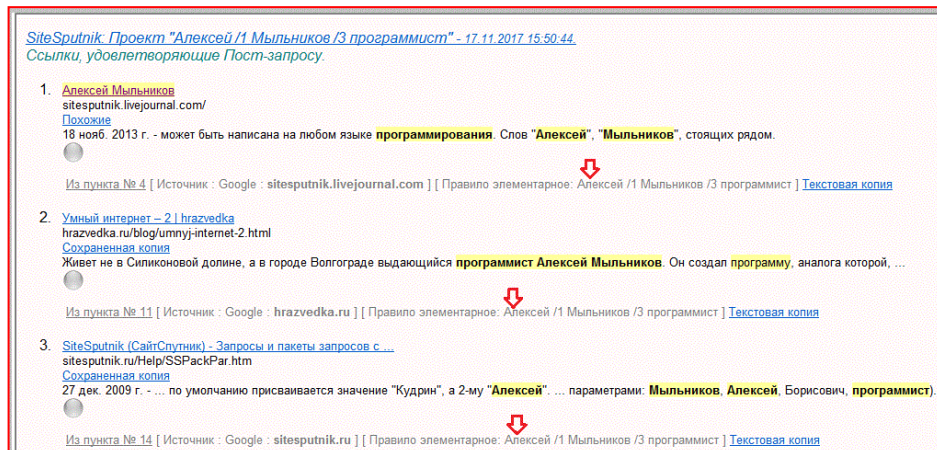 SiteSputnik: Проект "Алексей /1 Мыльников /3 программист" - 17.11.2017 15:50:44.
Ссылки, удовлетворяющие Пост-запросу.
1. Алексей Мыльников
sitesputnik.livejournal.com/
Похожие
18 нояб. 2013 г. - может быть написана на любом языке программирования. Слов "Алексей", "Мыльников", стоящих рядом.
Из пункта № 4 [ Источник : Google : sitesputnik.livejournal.com ] [ Правило элементарное: Алексей /1 Мыльников /3 программист ] Текстовая копия
2. Умный интернет – 2 | hrazvedka
hrazvedka.ru/blog/umnyj-internet-2.html
Сохраненная копия
Живет не в Силиконовой долине, а в городе Волгограде выдающийся программист Алексей Мыльников. Он создал программу, аналога которой, ...
Из пункта № 11 [ Источник : Google : hrazvedka.ru ] [ Правило элементарное: Алексей /1 Мыльников /3 программист ] Текстовая копия
3. SiteSputnik (СайтСпутник) - Запросы и пакеты запросов с ...
sitesputnik.ru/Help/SSPackPar.htm
Сохраненная копия
27 дек. 2009 г. - ... по умолчанию присваивается значение "Кудрин", а 2-му "Алексей". ... параметрами: Мыльников, Алексей, Борисович, программист).
Из пункта № 14 [ Источник : Google : sitesputnik.ru ] [ Правило элементарное: Алексей /1 Мыльников /3 программист ] Текстовая копия